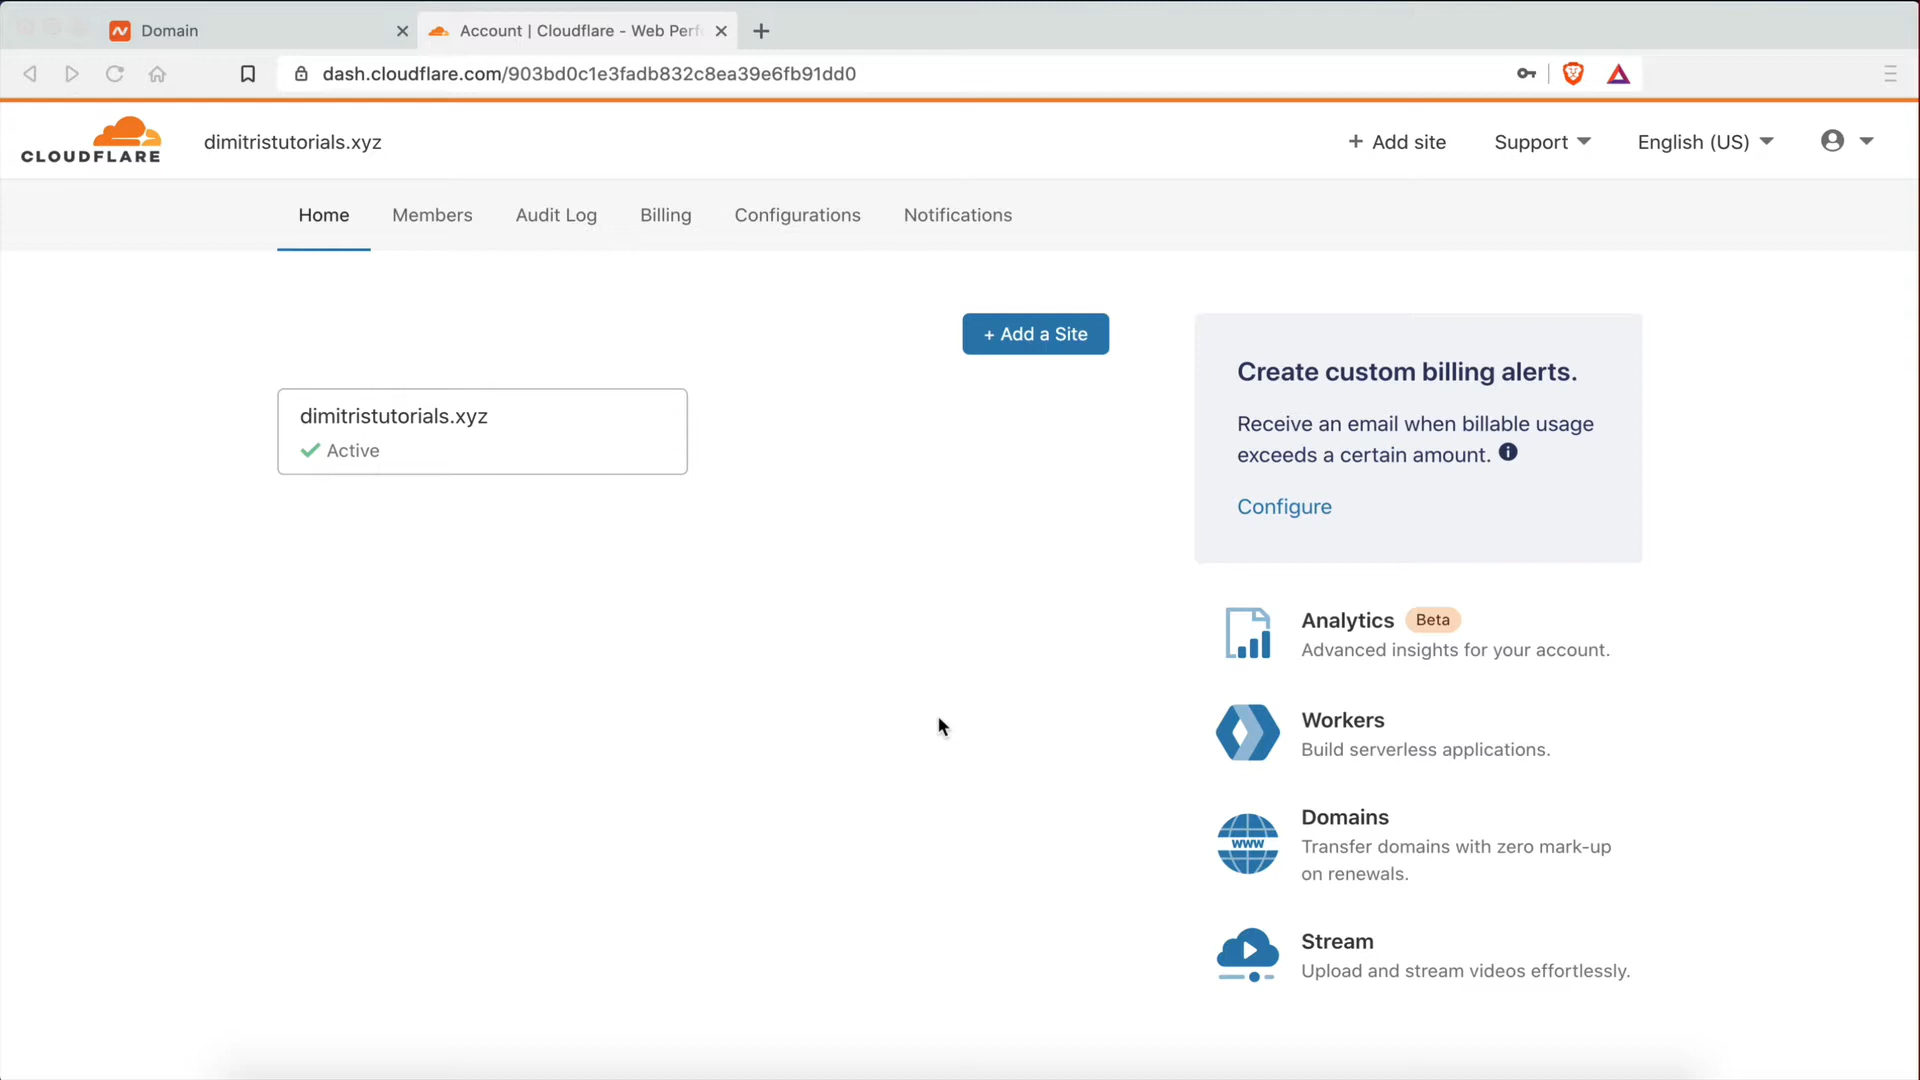 Domain
Account | Cloudflare - Web Perf
dash.cloudflare.com/903bd0c1e3fadb832c8ea39e6fb91dd0
CLOUDFLARE
dimitristutorials.xyz
+ Add site
Support
English (US)
Home
Members
Audit Log
Billing
Configurations
Notifications
+ Add a Site
dimitristutorials.xyz
Active
Create custom billing alerts.
Receive an email when billable usage
exceeds a certain amount.
Configure
Analytics Beta
Advanced insights for your account.
Workers
Build serverless applications.
www
Domains
Transfer domains with zero mark-up
on renewals.
Stream
Upload and stream videos effortlessly.